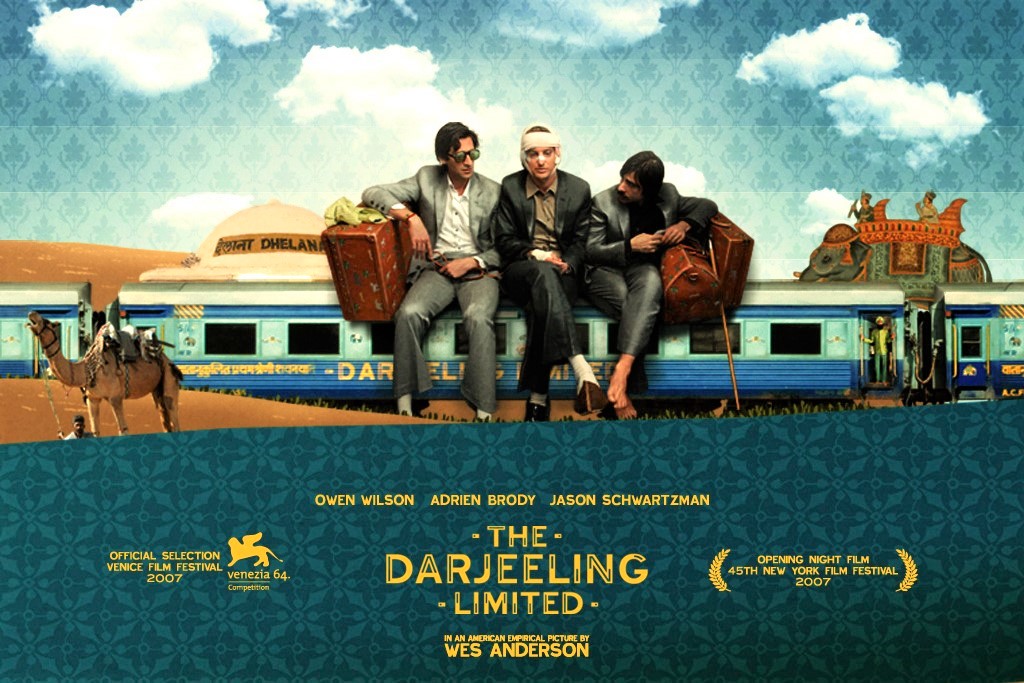 ढेलाना DHELANA
- DARJEELING LIMITED
OWEN WILSON ADRIEN BRODY JASON SCHWARTZMAN
OFFICIAL SELECTION
VENICE FILM FESTIVAL
2007
venezia 64.
Competition
- THE -
DARJEELING
- LIMITED -
OPENING NIGHT FILM
45TH NEW YORK FILM FESTIVAL
2007
IN AN AMERICAN EMPIRICAL PICTURE BY
WES ANDERSON